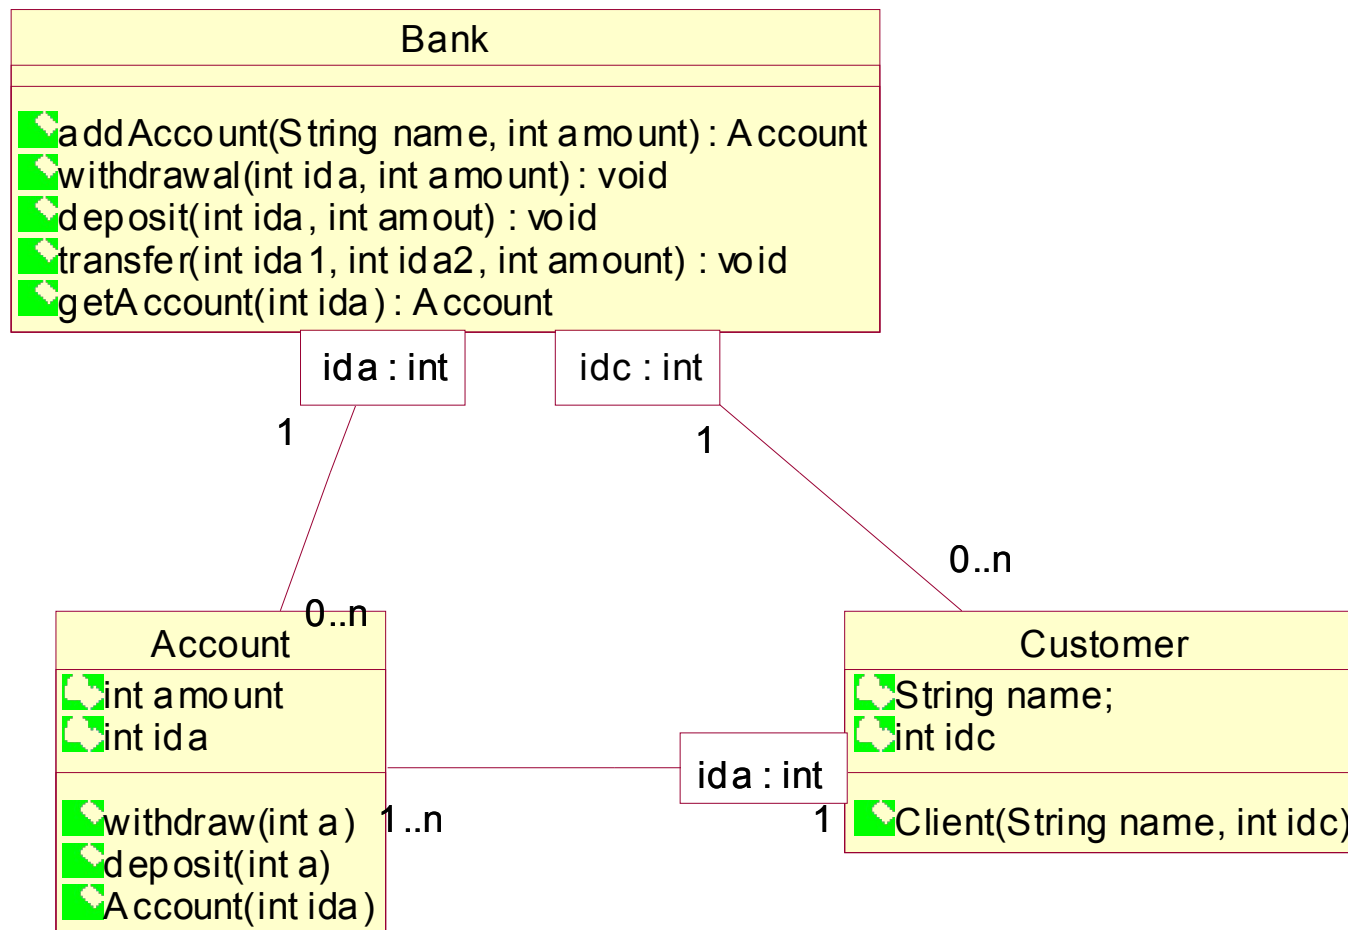 Bank
addAccount(String name, int amount) : Account
withdrawal(int ida, int amount) : void
deposit(int ida, int amout) : void
transfer(int ida1, int ida2, int amount) : void
getAccount(int ida) : Account
ida : int
idc : int
1
1
0..n
0..n
Account
int amount
int ida
withdraw(int a)
deposit(int a)
Account(int ida)
1..n
ida : int
1
Customer
String name;
int idc
Client(String name, int idc)